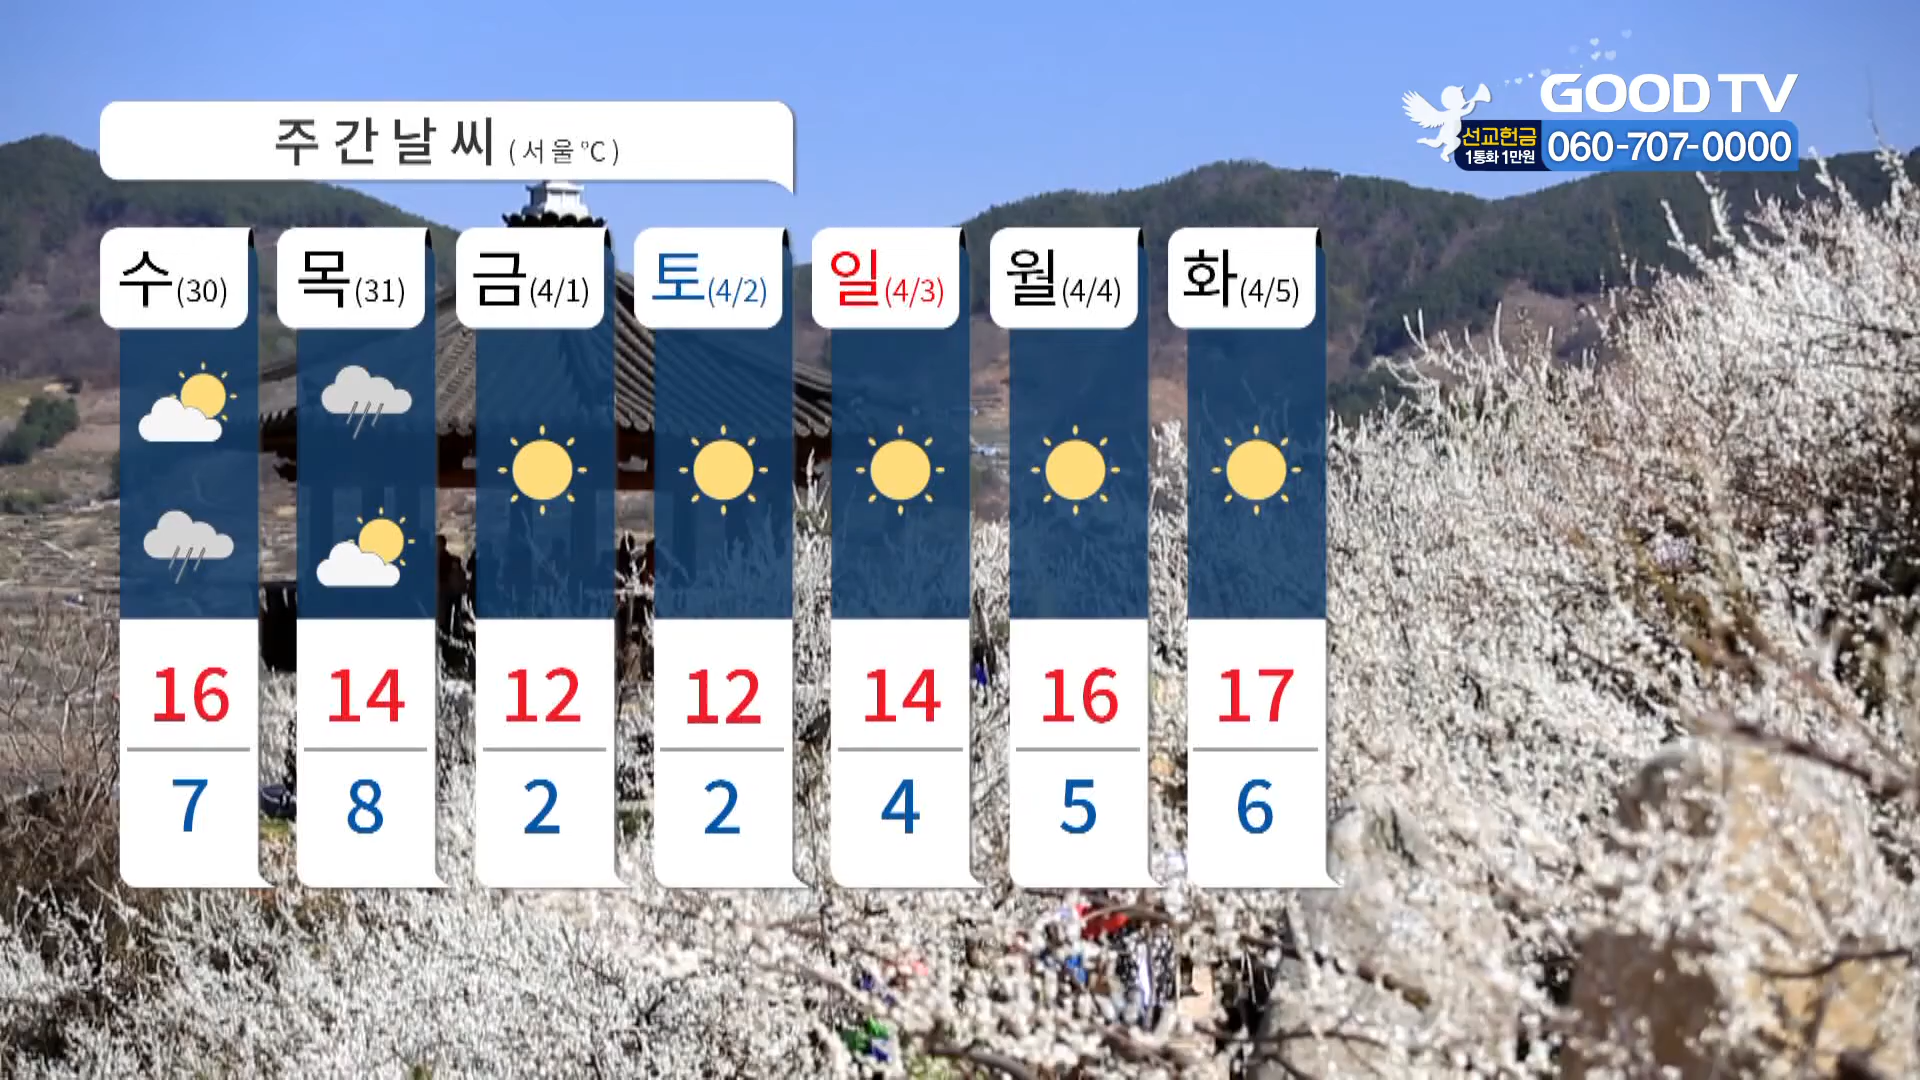 GOOD TV
선교헌금
1통화 1만원
060-707-0000
주간날씨 (서울℃)
수(30) 목(31) 금(4/1) 토(4/2) 일(4/3) 월(4/4) 화(4/5)
16 14 12 12 14 16 17
7 8 2 2 4 5 6